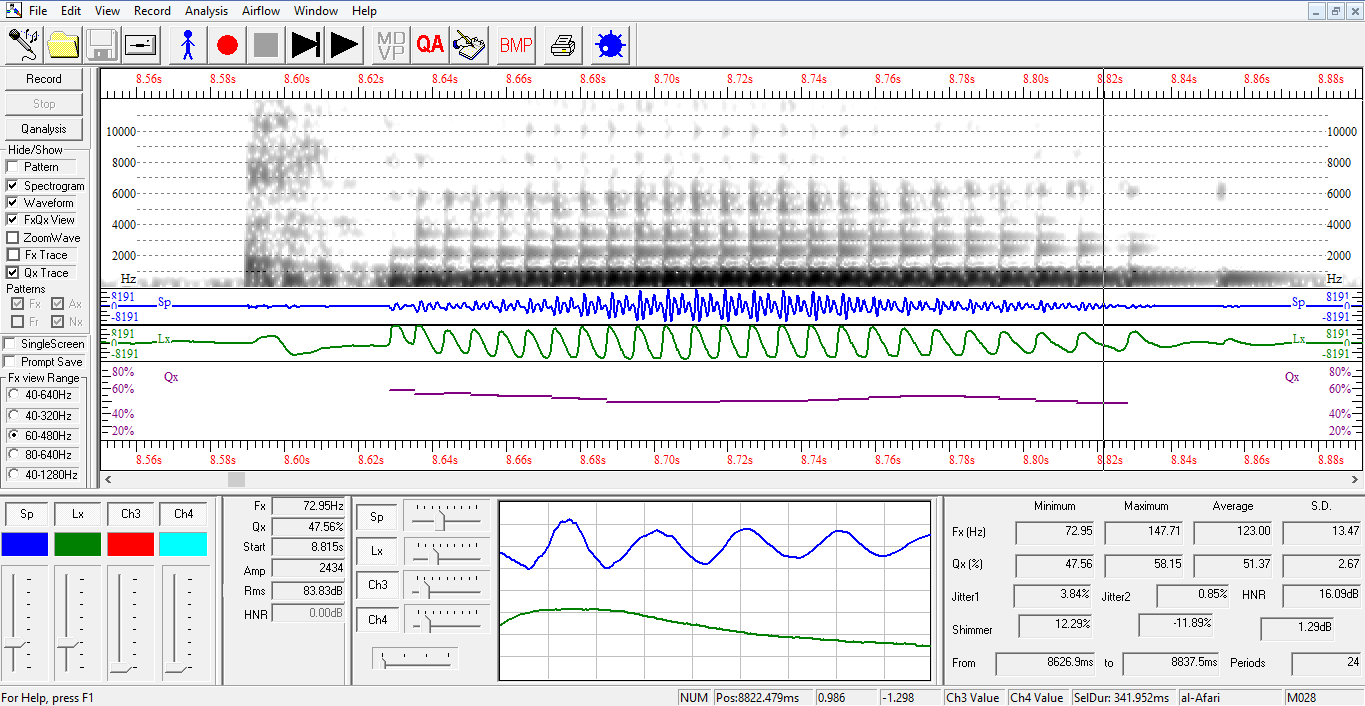 File Edit View Record Analysis Airflow Window Help
MD VP QA BMP
Record
Stop
Qanalysis
Hide/Show
Pattern
Spectrogram
Waveform
FxQx View
ZoomWave
Fx Trace
Qx Trace
Patterns
Fx Ax
Fr Nx
SingleScreen
Prompt Save
Fx view Range
40-640Hz
40-320Hz
60-480Hz
80-640Hz
40-1280Hz
8.56s 8.58s 8.60s 8.62s 8.64s 8.66s 8.68s 8.70s 8.72s 8.74s 8.76s 8.78s 8.80s 8.82s 8.84s 8.86s 8.88s
10000 10000
8000 8000
6000 6000
4000 4000
2000 2000
Hz Hz
8191 8191
0 Sp Sp 0
-8191 -8191
8191 8191
0 Lx Lx 0
-8191 -8191
80% Qx Qx 80%
60% 60%
40% 40%
20% 20%
8.56s 8.58s 8.60s 8.62s 8.64s 8.66s 8.68s 8.70s 8.72s 8.74s 8.76s 8.78s 8.80s 8.82s 8.84s 8.86s 8.88s
Sp Lx Ch3 Ch4
Fx 72.95Hz
Qx 47.56%
Start 8.815s
Amp 2434
Rms 83.83dB
HNR 0.00dB
Sp
Lx
Ch3
Ch4
Minimum Maximum Average S.D.
Fx (Hz) 72.95 147.71 123.00 13.47
Qx (%) 47.56 58.15 51.37 2.67
Jitter1 3.84% Jitter2 0.85% HNR 16.09dB
Shimmer 12.29% -11.89% 1.29dB
From 8626.9ms to 8837.5ms Periods 24
For Help, press F1 NUM Pos:8822.479ms 0.986 -1.298 Ch3 Value Ch4 Value SelDur: 341.952ms al-Afari M028